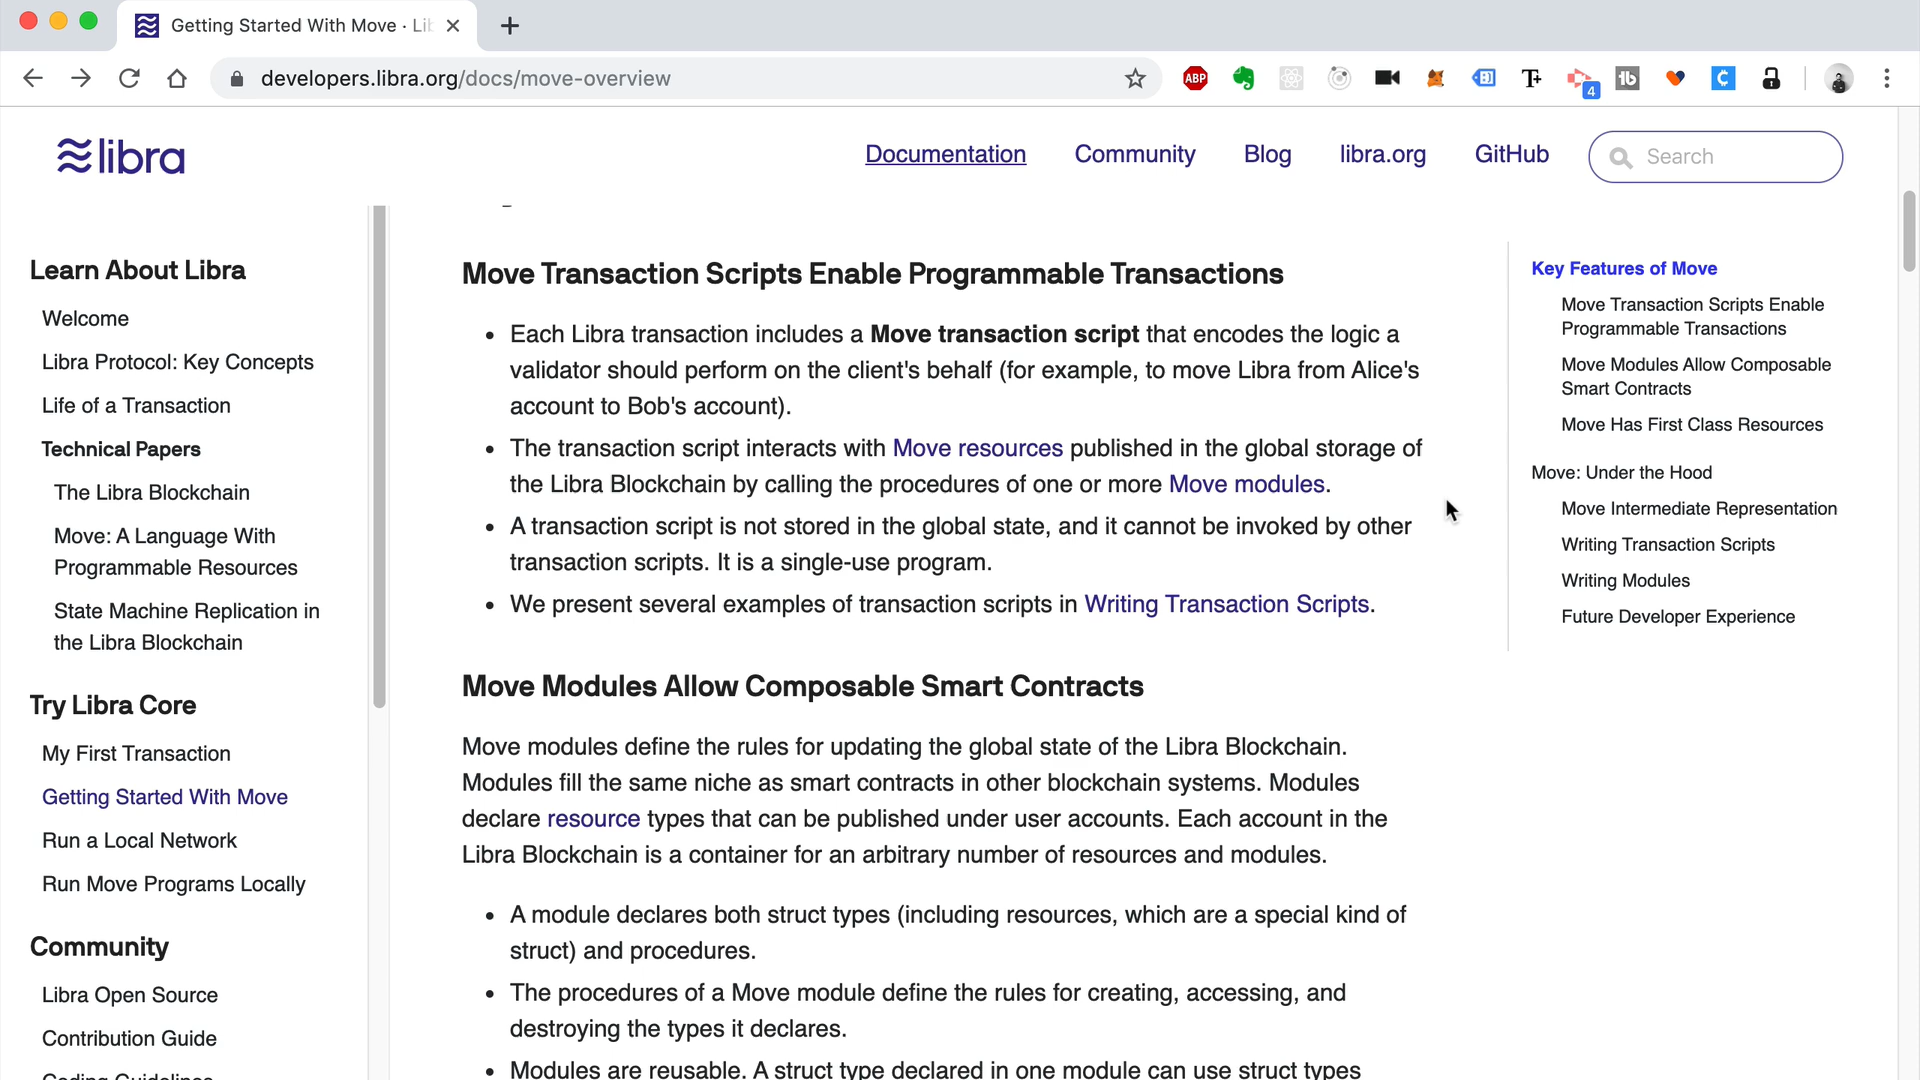 Getting Started With Move · Lib
developers.libra.org/docs/move-overview
ABP
4
libra
Documentation
Community
Blog
libra.org
GitHub
Search
Learn About Libra
Welcome
Libra Protocol: Key Concepts
Life of a Transaction
Technical Papers
The Libra Blockchain
Move: A Language With
Programmable Resources
State Machine Replication in
the Libra Blockchain
Try Libra Core
My First Transaction
Getting Started With Move
Run a Local Network
Run Move Programs Locally
Community
Libra Open Source
Contribution Guide
Coding Guidelines
Move Transaction Scripts Enable Programmable Transactions
• Each Libra transaction includes a Move transaction script that encodes the logic a
validator should perform on the client's behalf (for example, to move Libra from Alice's
account to Bob's account).
• The transaction script interacts with Move resources published in the global storage of
the Libra Blockchain by calling the procedures of one or more Move modules.
• A transaction script is not stored in the global state, and it cannot be invoked by other
transaction scripts. It is a single-use program.
• We present several examples of transaction scripts in Writing Transaction Scripts.
Move Modules Allow Composable Smart Contracts
Move modules define the rules for updating the global state of the Libra Blockchain.
Modules fill the same niche as smart contracts in other blockchain systems. Modules
declare resource types that can be published under user accounts. Each account in the
Libra Blockchain is a container for an arbitrary number of resources and modules.
• A module declares both struct types (including resources, which are a special kind of
struct) and procedures.
• The procedures of a Move module define the rules for creating, accessing, and
destroying the types it declares.
• Modules are reusable. A struct type declared in one module can use struct types
Key Features of Move
Move Transaction Scripts Enable
Programmable Transactions
Move Modules Allow Composable
Smart Contracts
Move Has First Class Resources
Move: Under the Hood
Move Intermediate Representation
Writing Transaction Scripts
Writing Modules
Future Developer Experience